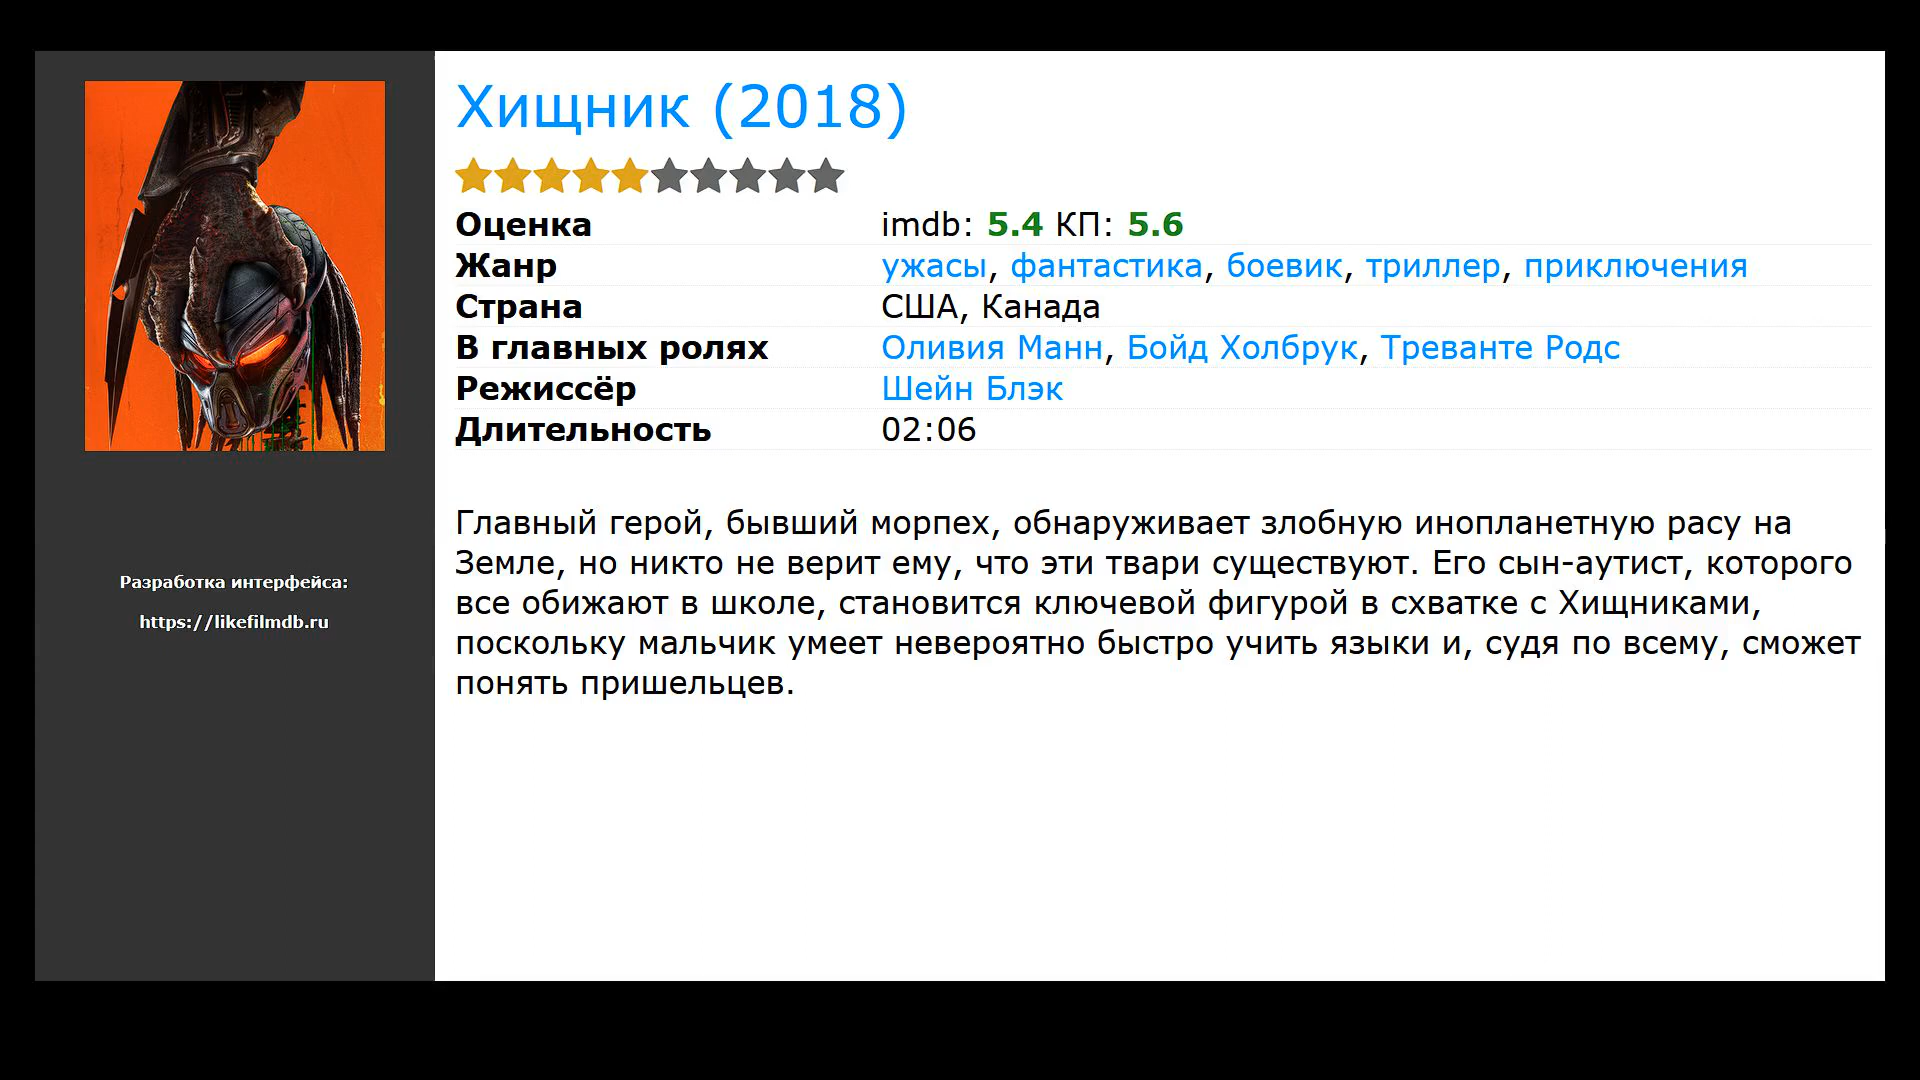 Хищник (2018)
Оценка imdb: 5.4 КП: 5.6
Жанр ужасы, фантастика, боевик, триллер, приключения
Страна США, Канада
В главных ролях Оливия Манн, Бойд Холбрук, Треванте Родс
Режиссёр Шейн Блэк
Длительность 02:06
Главный герой, бывший морпех, обнаруживает злобную инопланетную расу на
Земле, но никто не верит ему, что эти твари существуют. Его сын-аутист, которого
все обижают в школе, становится ключевой фигурой в схватке с Хищниками,
поскольку мальчик умеет невероятно быстро учить языки и, судя по всему, сможет
понять пришельцев.
Разработка интерфейса:
https://likefilmdb.ru